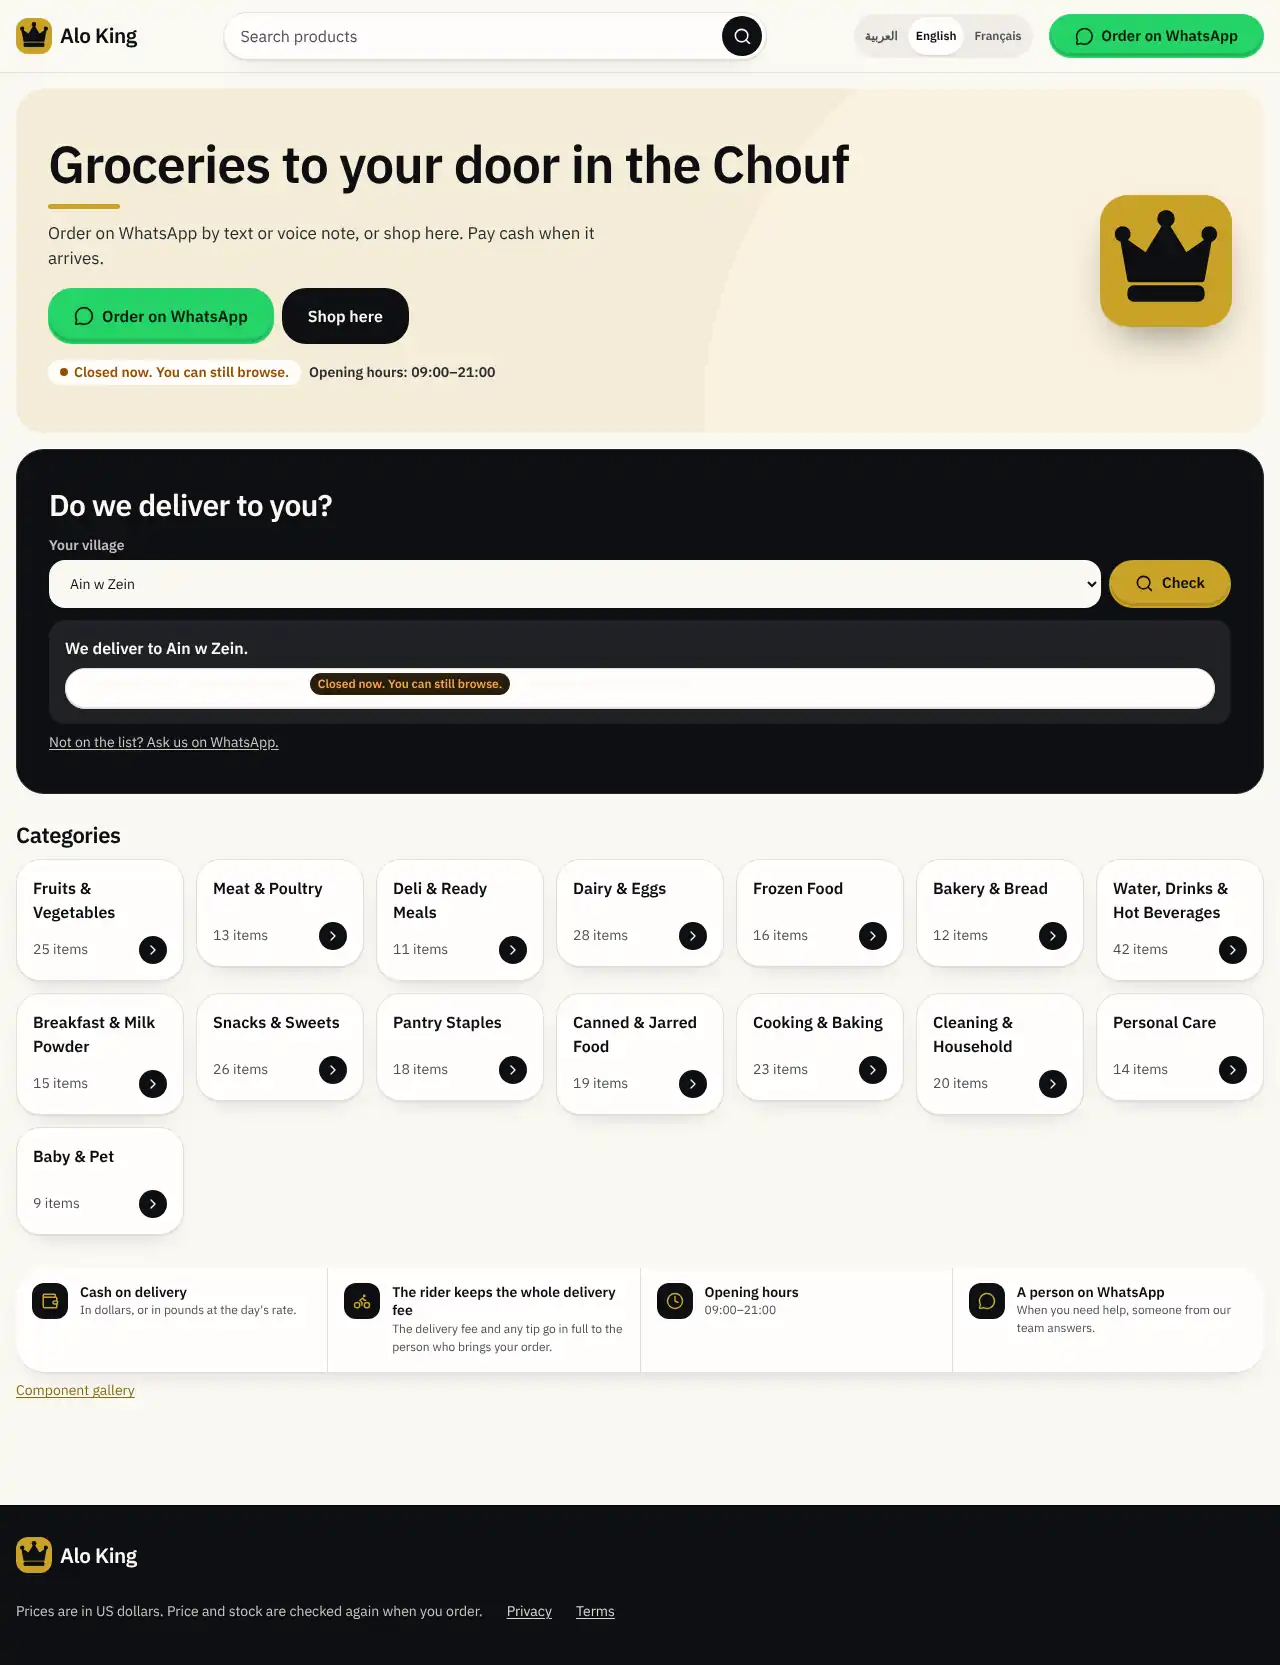 Alo King
Search products
العربية
English
Français
Order on WhatsApp
Groceries to your door in the Chouf
Order on WhatsApp by text or voice note, or shop here. Pay cash when it
arrives.
Order on WhatsApp
Shop here
Closed now. You can still browse.
Opening hours: 09:00–21:00
Do we deliver to you?
Your village
Ain w Zein
Check
We deliver to Ain w Zein.
Closed now. You can still browse.
Not on the list? Ask us on WhatsApp.
Categories
Fruits &
Vegetables
25 items
Meat & Poultry
13 items
Deli & Ready
Meals
11 items
Dairy & Eggs
28 items
Frozen Food
16 items
Bakery & Bread
12 items
Water, Drinks &
Hot Beverages
42 items
Breakfast & Milk
Powder
15 items
Snacks & Sweets
26 items
Pantry Staples
18 items
Canned & Jarred
Food
19 items
Cooking & Baking
23 items
Cleaning &
Household
20 items
Personal Care
14 items
Baby & Pet
9 items
Cash on delivery
In dollars, or in pounds at the day's rate.
The rider keeps the whole delivery
fee
The delivery fee and any tip go in full to the
person who brings your order.
Opening hours
09:00–21:00
A person on WhatsApp
When you need help, someone from our
team answers.
Component gallery
Alo King
Prices are in US dollars. Price and stock are checked again when you order.
Privacy
Terms